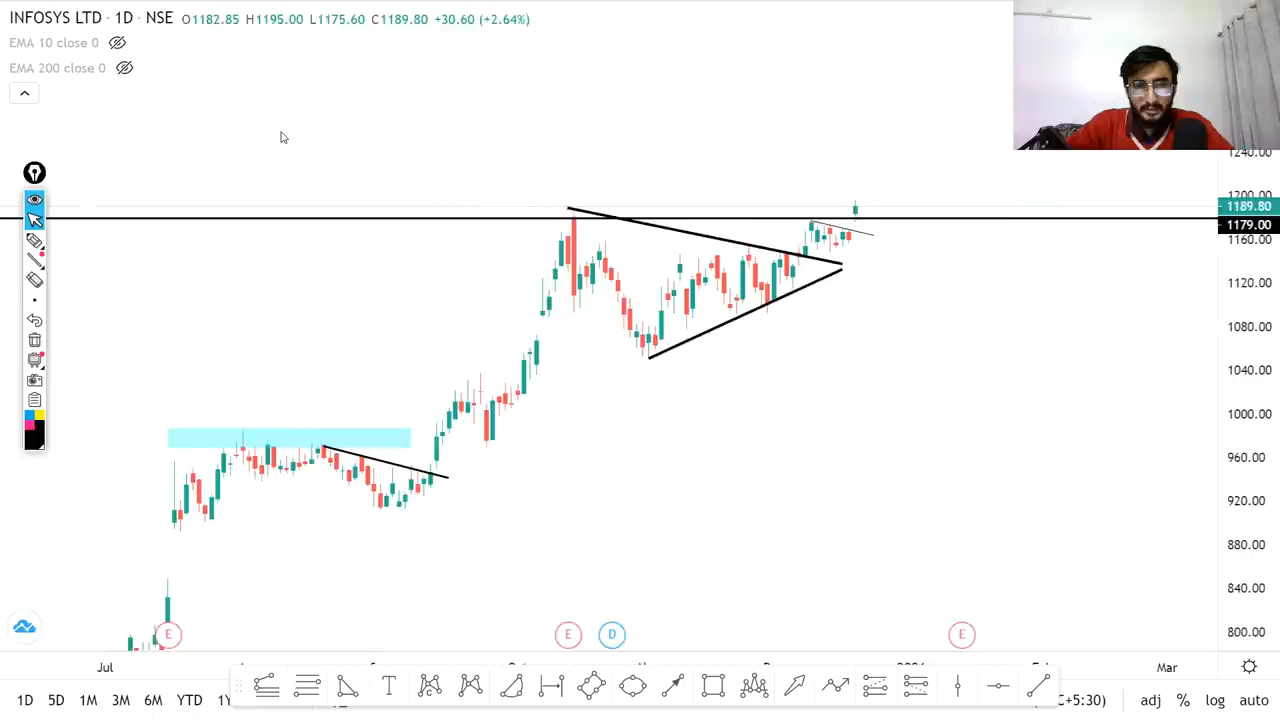 INFOSYS LTD · 1D · NSE O1182.85 H1195.00 L1175.60 C1189.80 +30.60 (+2.64%)
EMA 10 close 0
EMA 200 close 0
1240.00
1200.00
1189.80
1179.00
1160.00
1120.00
1080.00
1040.00
1000.00
960.00
920.00
880.00
840.00
800.00
E E D E
Jul Mar
1D 5D 1M 3M 6M YTD C+5:30) adj % log auto